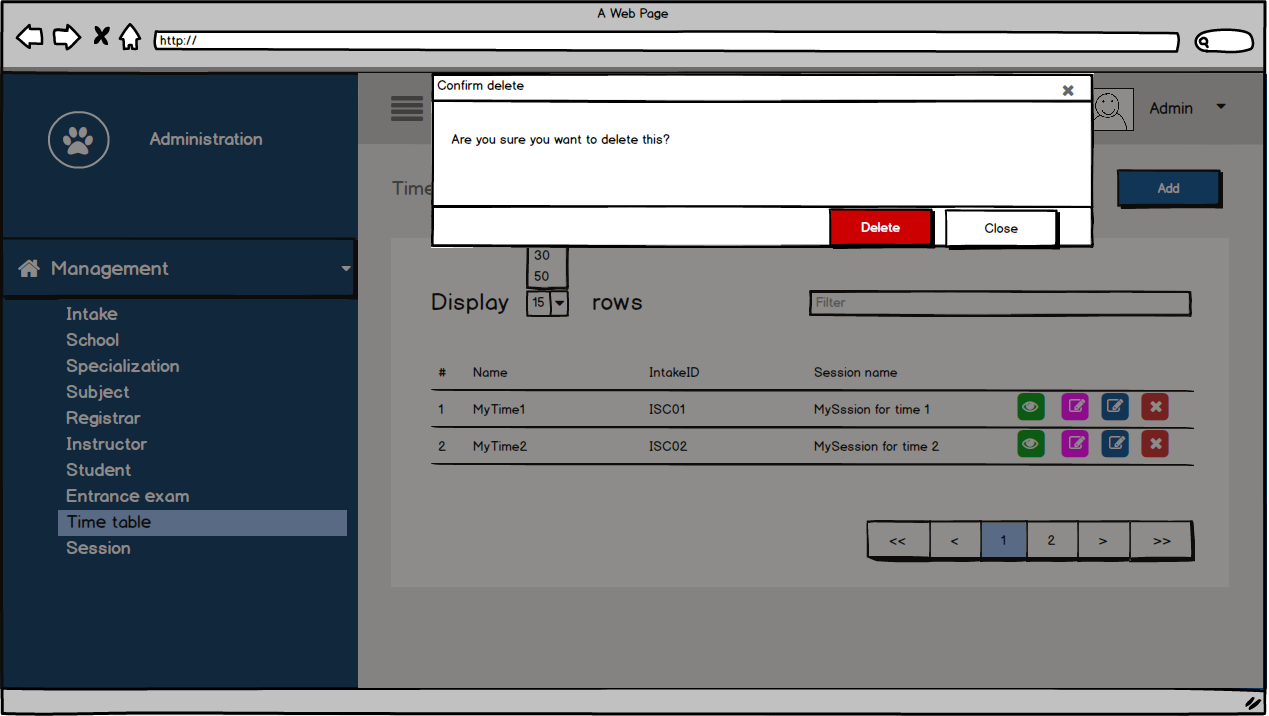 A Web Page
http://
Confirm delete
Are you sure you want to delete this?
Delete
Close
Administration
Admin
Time
Add
Management
Intake
School
Specialization
Subject
Registrar
Instructor
Student
Entrance exam
Time table
Session
30
50
Display 15 rows
Filter
# Name IntakeID Session name
1 MyTime1 ISC01 MySssion for time 1
2 MyTime2 ISC02 MySession for time 2
<< < 1 2 > >>